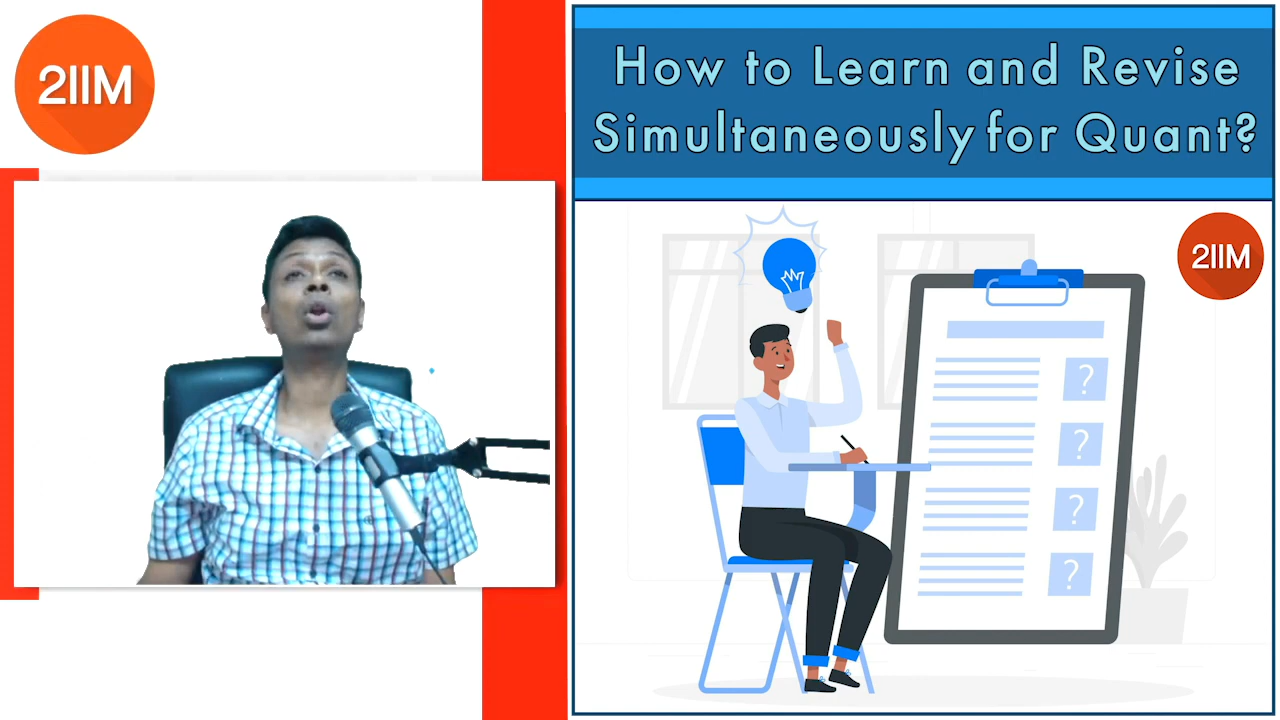 2IIM
How to Learn and Revise
Simultaneously for Quant?
2IIM
?
?
?
?